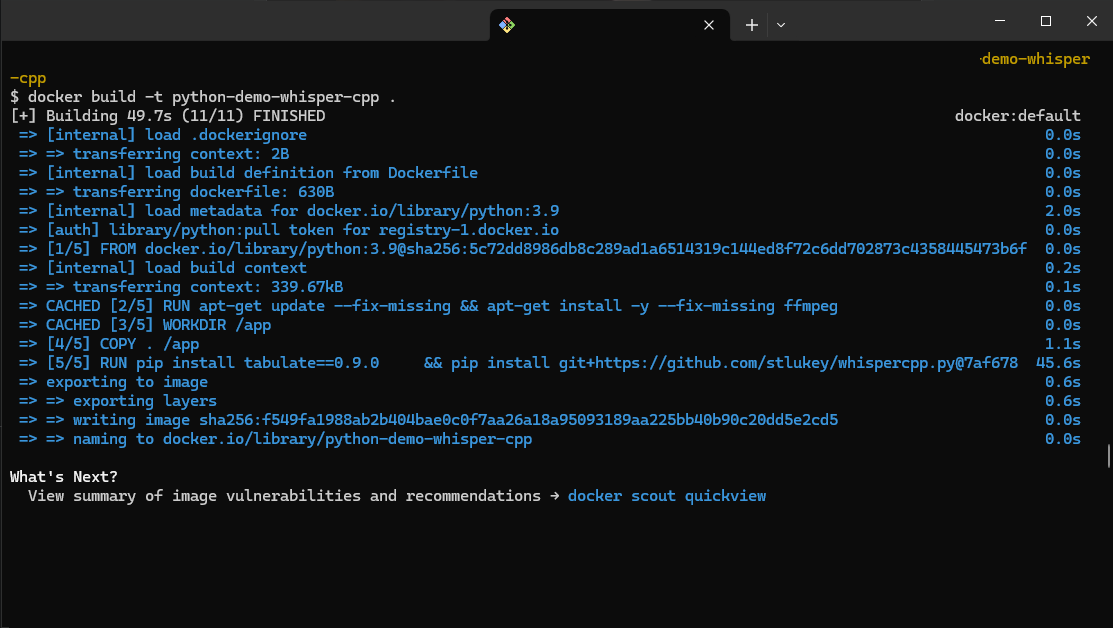 -demo-whisper
-cpp
$ docker build -t python-demo-whisper-cpp .
[+] Building 49.7s (11/11) FINISHED docker:default
=> [internal] load .dockerignore 0.0s
=> => transferring context: 2B 0.0s
=> [internal] load build definition from Dockerfile 0.0s
=> => transferring dockerfile: 630B 0.0s
=> [internal] load metadata for docker.io/library/python:3.9 2.0s
=> [auth] library/python:pull token for registry-1.docker.io 0.0s
=> [1/5] FROM docker.io/library/python:3.9@sha256:5c72dd8986db8c289ad1a6514319c144ed8f72c6dd702873c4358445473b6f 0.0s
=> [internal] load build context 0.2s
=> => transferring context: 339.67kB 0.1s
=> CACHED [2/5] RUN apt-get update --fix-missing && apt-get install -y --fix-missing ffmpeg 0.0s
=> CACHED [3/5] WORKDIR /app 0.0s
=> [4/5] COPY . /app 1.1s
=> [5/5] RUN pip install tabulate==0.9.0 && pip install git+https://github.com/stlukey/whispercpp.py@7af678 45.6s
=> exporting to image 0.6s
=> => exporting layers 0.6s
=> => writing image sha256:f549fa1988ab2b404bae0c0f7aa26a18a95093189aa225bb40b90c20dd5e2cd5 0.0s
=> => naming to docker.io/library/python-demo-whisper-cpp 0.0s
What's Next?
View summary of image vulnerabilities and recommendations → docker scout quickview